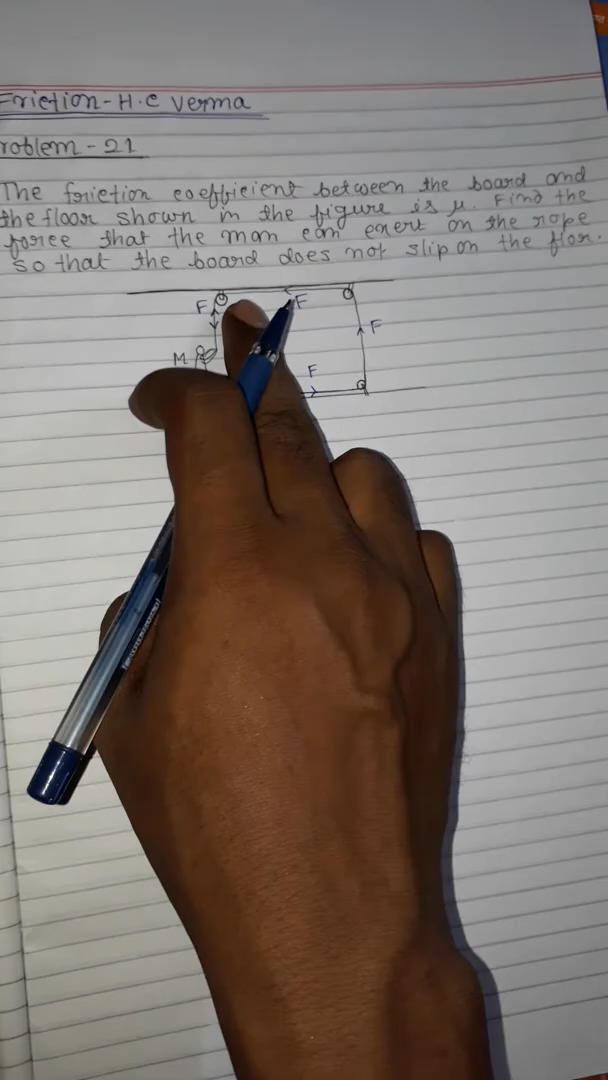 Friction-H.C Verma
roblem - 21
The friction coefficient between the board and
the floor shown in the figure is μ. Find the
force that the man can exert on the rope
so that the board does not slip on the flor.
F F
F
M
F